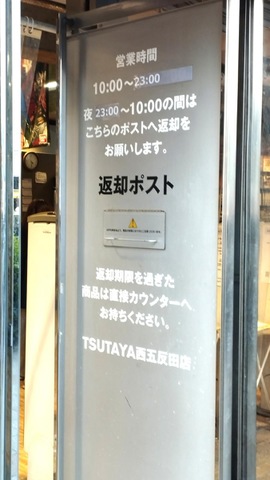 営業時間
10:00〜23:00
夜23:00〜10:00の間は
こちらのポストへ返却を
お願いします。
返却ポスト
返却期限を過ぎた
商品は直接カウンターへ
お持ちください。
TSUTAYA西五反田店